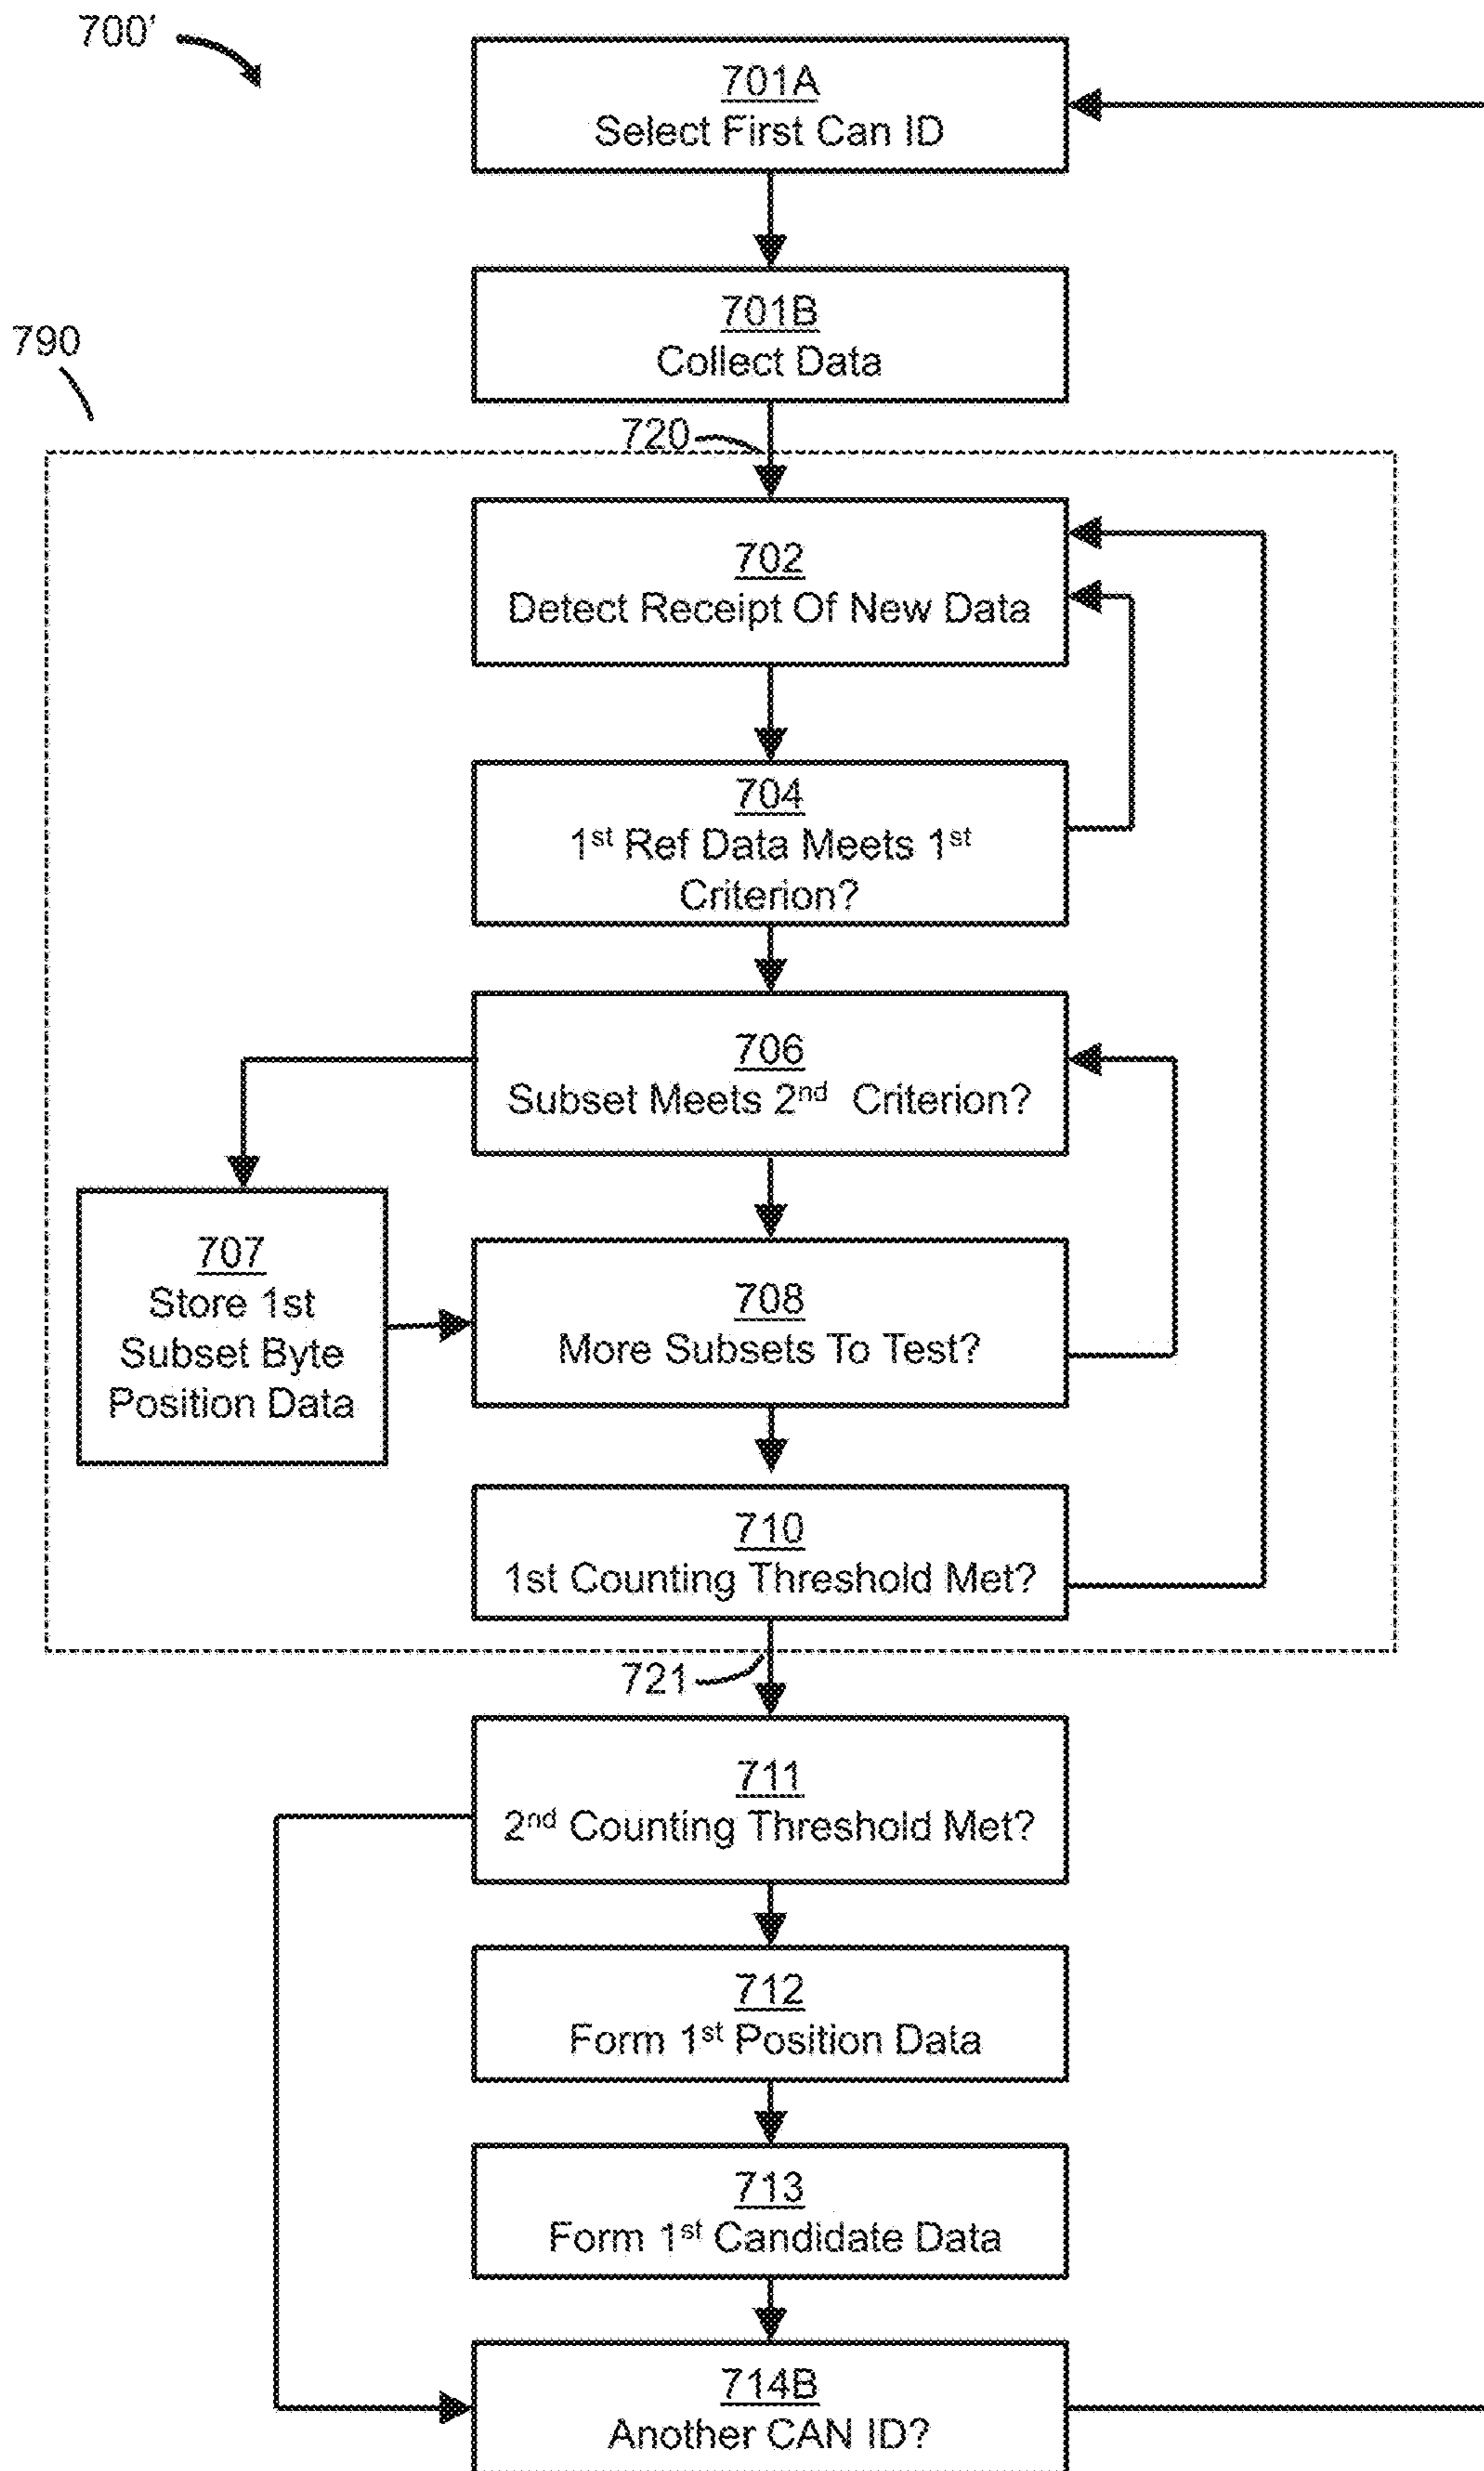 700'
701A
Select First Can ID
701B
Collect Data
790
720
702
Detect Receipt Of New Data
704
1st Ref Data Meets 1st
Criterion?
706
Subset Meets 2nd Criterion?
707
Store 1st
Subset Byte
Position Data
708
More Subsets To Test?
710
1st Counting Threshold Met?
721
711
2nd Counting Threshold Met?
712
Form 1st Position Data
713
Form 1st Candidate Data
714B
Another CAN ID?